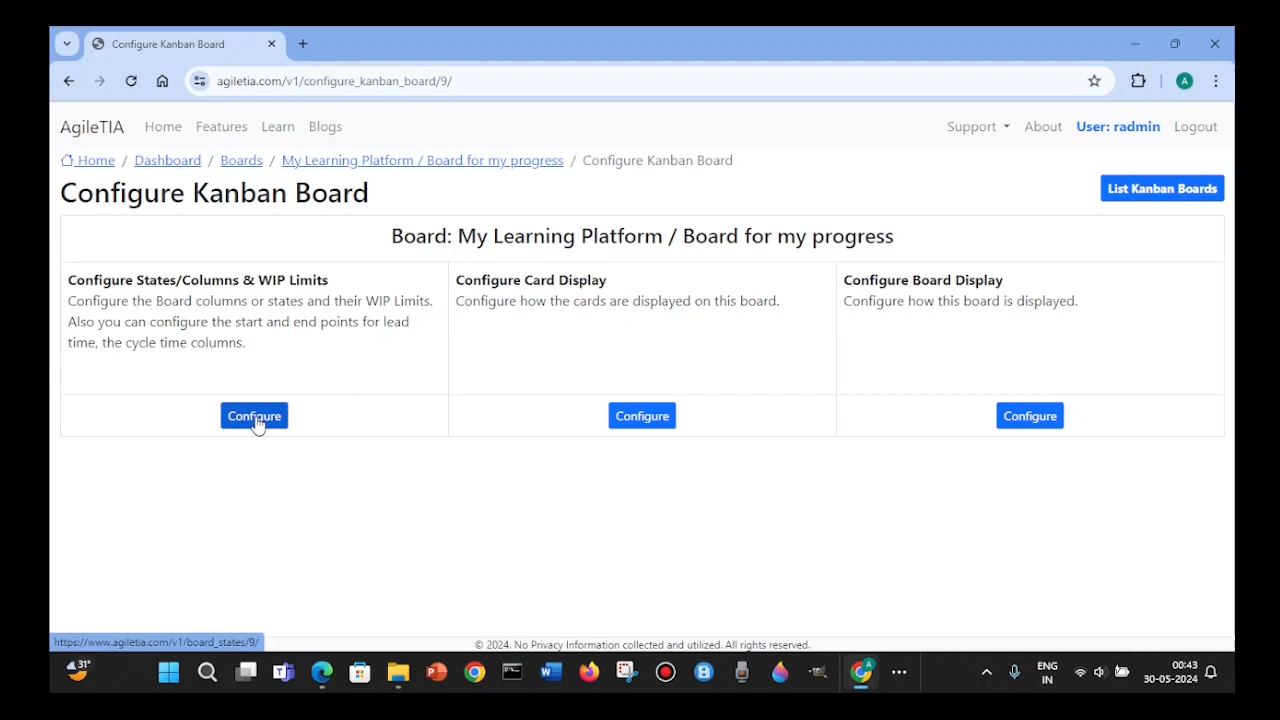 Configure Kanban Board
agiletia.com/v1/configure_kanban_board/9/
A
AgileTIA Home Features Learn Blogs Support About User: radmin Logout
Home / Dashboard / Boards / My Learning Platform / Board for my progress / Configure Kanban Board
Configure Kanban Board
List Kanban Boards
Board: My Learning Platform / Board for my progress
Configure States/Columns & WIP Limits
Configure the Board columns or states and their WIP Limits.
Also you can configure the start and end points for lead
time, the cycle time columns.
Configure
Configure Card Display
Configure how the cards are displayed on this board.
Configure
Configure Board Display
Configure how this board is displayed.
Configure
https://www.agiletia.com/v1/board_states/9/
© 2024. No Privacy Information collected and utilized. All rights reserved.
31°
A
ENG
IN
00:43
30-05-2024